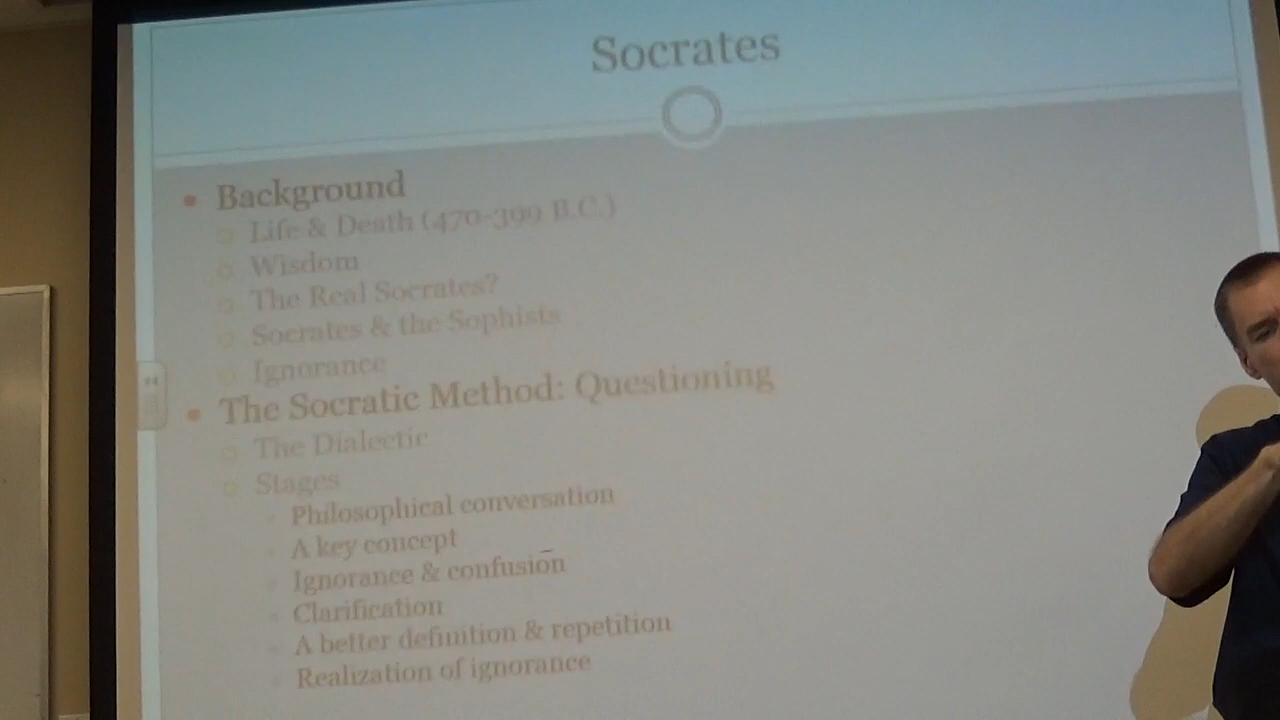 Socrates
Background
Life & Death (470-399 B.C.)
Wisdom
The Real Socrates?
Socrates & the Sophists
Ignorance
The Socratic Method: Questioning
The Dialectic
Stages
Philosophical conversation
A key concept
Ignorance & confusion
Clarification
A better definition & repetition
Realization of ignorance